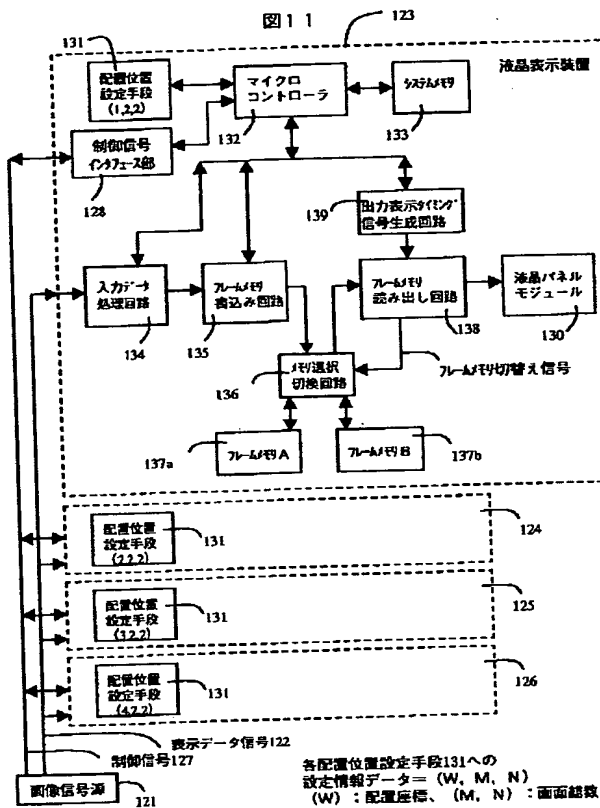 図11
123
131
配置位置
設定手段
(1,2,2)
マイクロ
コントローラ
132
システムメモリ
133
液晶表示装置
制御信号
インタフェース部
128
139
出力表示タイミング
信号生成回路
入力データ
処理回路
134
フレームメモリ
書込み回路
135
フレームメモリ
読み出し回路
138
液晶パネル
モジュール
130
メモリ選択
切換回路
136
フレームメモリ切替え信号
フレームメモリA
137a
フレームメモリB
137b
配置位置
設定手段
(2,2,2)
131
124
配置位置
設定手段
(3,2,2)
131
125
配置位置
設定手段
(4,2,2)
131
126
表示データ信号122
制御信号127
画像信号源
121
各配置位置設定手段131への
設定情報データ=(W, M, N)
(W):配置座標、(M, N):画面総数